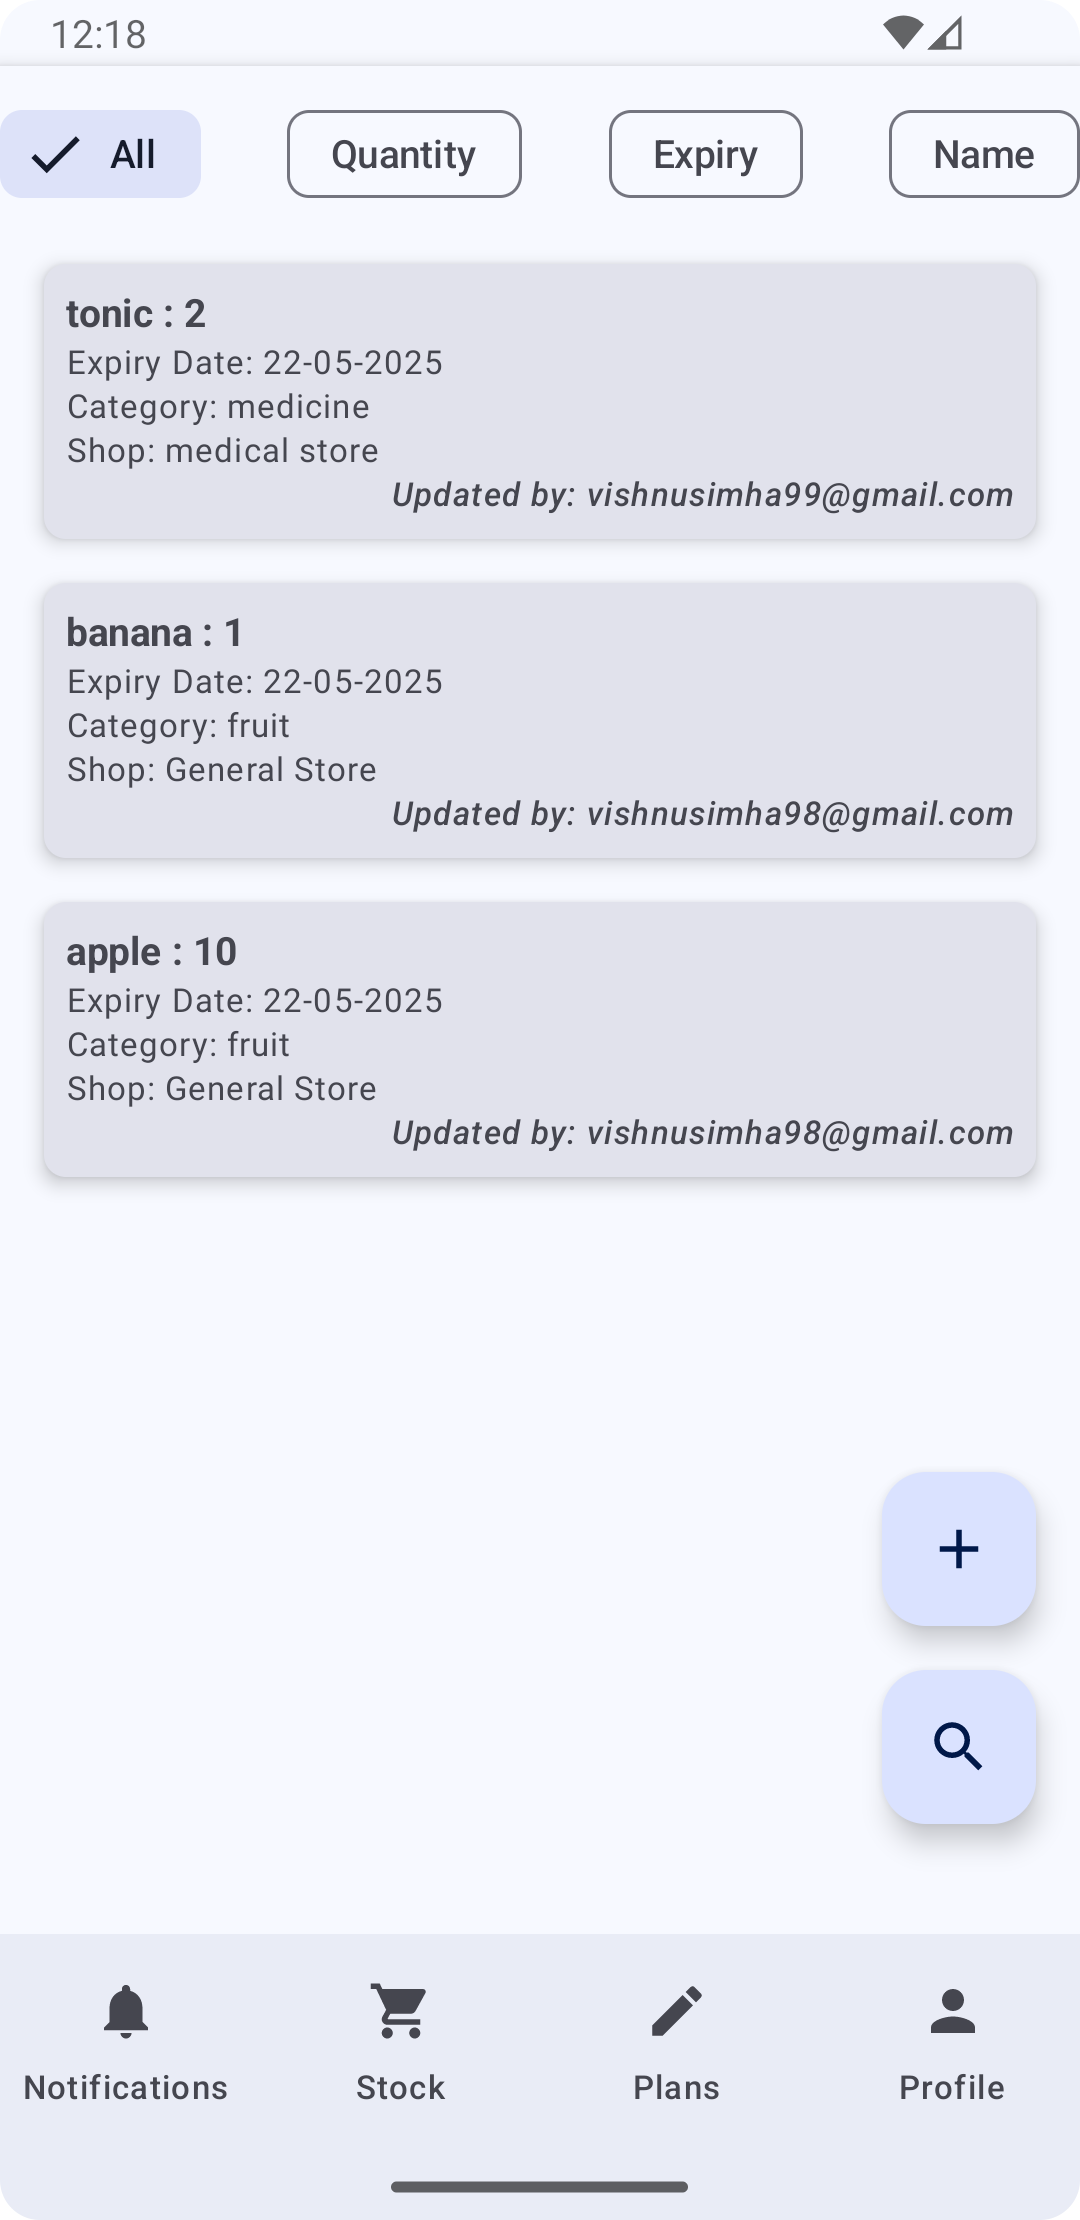 12:18
All
Quantity
Expiry
Name
tonic : 2
Expiry Date: 22-05-2025
Category: medicine
Shop: medical store
Updated by: vishnusimha99@gmail.com
banana : 1
Expiry Date: 22-05-2025
Category: fruit
Shop: General Store
Updated by: vishnusimha98@gmail.com
apple : 10
Expiry Date: 22-05-2025
Category: fruit
Shop: General Store
Updated by: vishnusimha98@gmail.com
Notifications
Stock
Plans
Profile